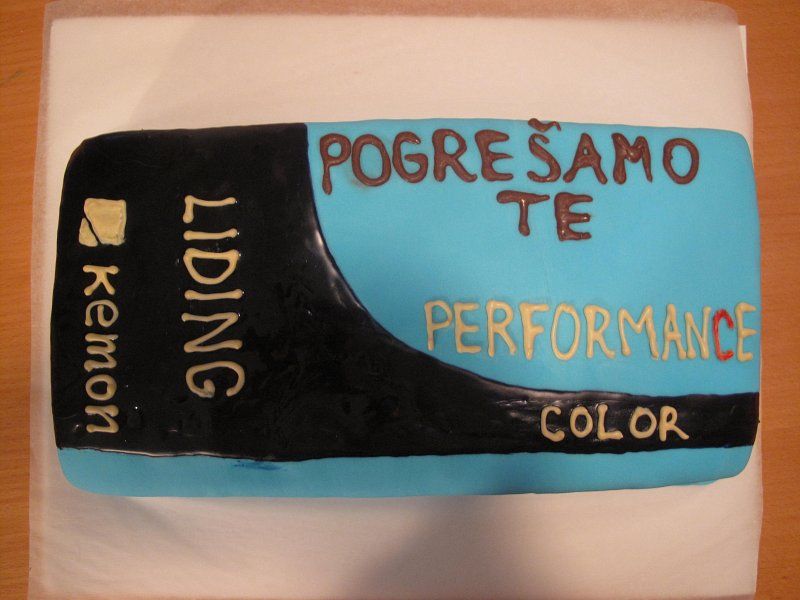 POGREŠAMO
TE
PERFORMANCE
COLOR
LIDING
kemon